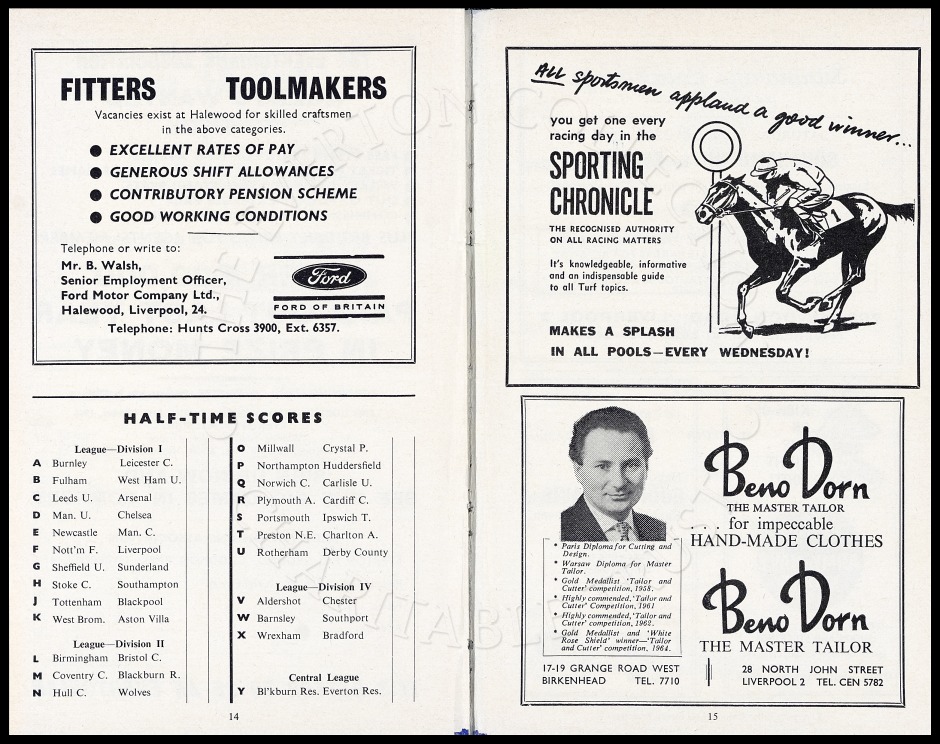 FITTERS TOOLMAKERS
Vacancies exist at Halewood for skilled craftsmen
in the above categories.
● EXCELLENT RATES OF PAY
● GENEROUS SHIFT ALLOWANCES
● CONTRIBUTORY PENSION SCHEME
● GOOD WORKING CONDITIONS
Telephone or write to:
Mr. B. Walsh,
Senior Employment Officer,
Ford Motor Company Ltd.,
Halewood, Liverpool, 24.
Ford
FORD OF BRITAIN
Telephone: Hunts Cross 3900, Ext. 6357.
HALF-TIME SCORES
League—Division I
A Burnley Leicester C.
B Fulham West Ham U.
C Leeds U. Arsenal
D Man. U. Chelsea
E Newcastle Man. C.
F Nott'm F. Liverpool
G Sheffield U. Sunderland
H Stoke C. Southampton
J Tottenham Blackpool
K West Brom. Aston Villa
League—Division II
L Birmingham Bristol C.
M Coventry C. Blackburn R.
N Hull C. Wolves
O Millwall Crystal P.
P Northampton Huddersfield
Q Norwich C. Carlisle U.
R Plymouth A. Cardiff C.
S Portsmouth Ipswich T.
T Preston N.E. Charlton A.
U Rotherham Derby County
League—Division IV
V Aldershot Chester
W Barnsley Southport
X Wrexham Bradford
Central League
Y Bl'kburn Res. Everton Res.
14
ALL sportsmen applaud a good winner...
you get one every
racing day in the
SPORTING
CHRONICLE
THE RECOGNISED AUTHORITY
ON ALL RACING MATTERS
It's knowledgeable, informative
and an indispensable guide
to all Turf topics.
1
MAKES A SPLASH
IN ALL POOLS—EVERY WEDNESDAY!
• Paris Diploma for Cutting and
Design.
• Warsaw Diploma for Master
Tailor.
• Gold Medallist 'Tailor and
Cutter' competition, 1958.
• Highly commended, 'Tailor and
Cutter' Competition, 1961
• Highly commended, 'Tailor and
Cutter' competition, 1962.
• Gold Medallist and 'White
Rose Shield' winner—'Tailor
and Cutter' competition, 1964.
Beno Dorn
THE MASTER TAILOR
.... for impeccable
HAND-MADE CLOTHES
Beno Dorn
THE MASTER TAILOR
17-19 GRANGE ROAD WEST
BIRKENHEAD TEL. 7710
28 NORTH JOHN STREET
LIVERPOOL 2 TEL. CEN 5782
15